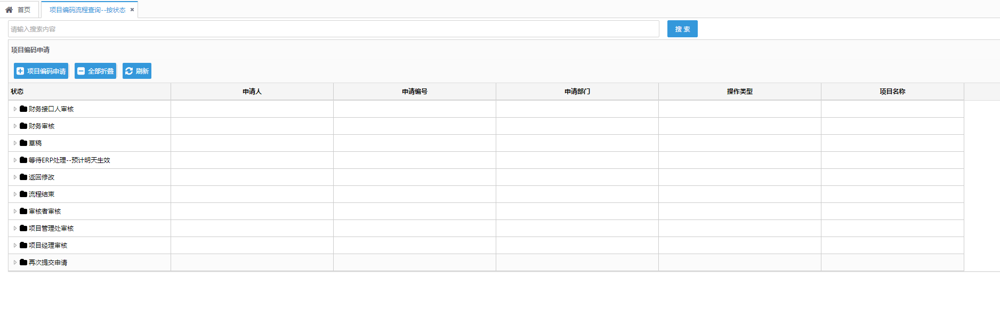 首页 项目编码流程查询--按状态
请输入搜索内容 搜 索
项目编码申请
项目编码申请 全部折叠 刷新
状态 申请人 申请编号 申请部门 操作类型 项目名称
财务接口人审核
财务审核
草稿
等待ERP处理--预计明天生效
返回修改
流程结束
审核者审核
项目管理处审核
项目经理审核
再次提交申请